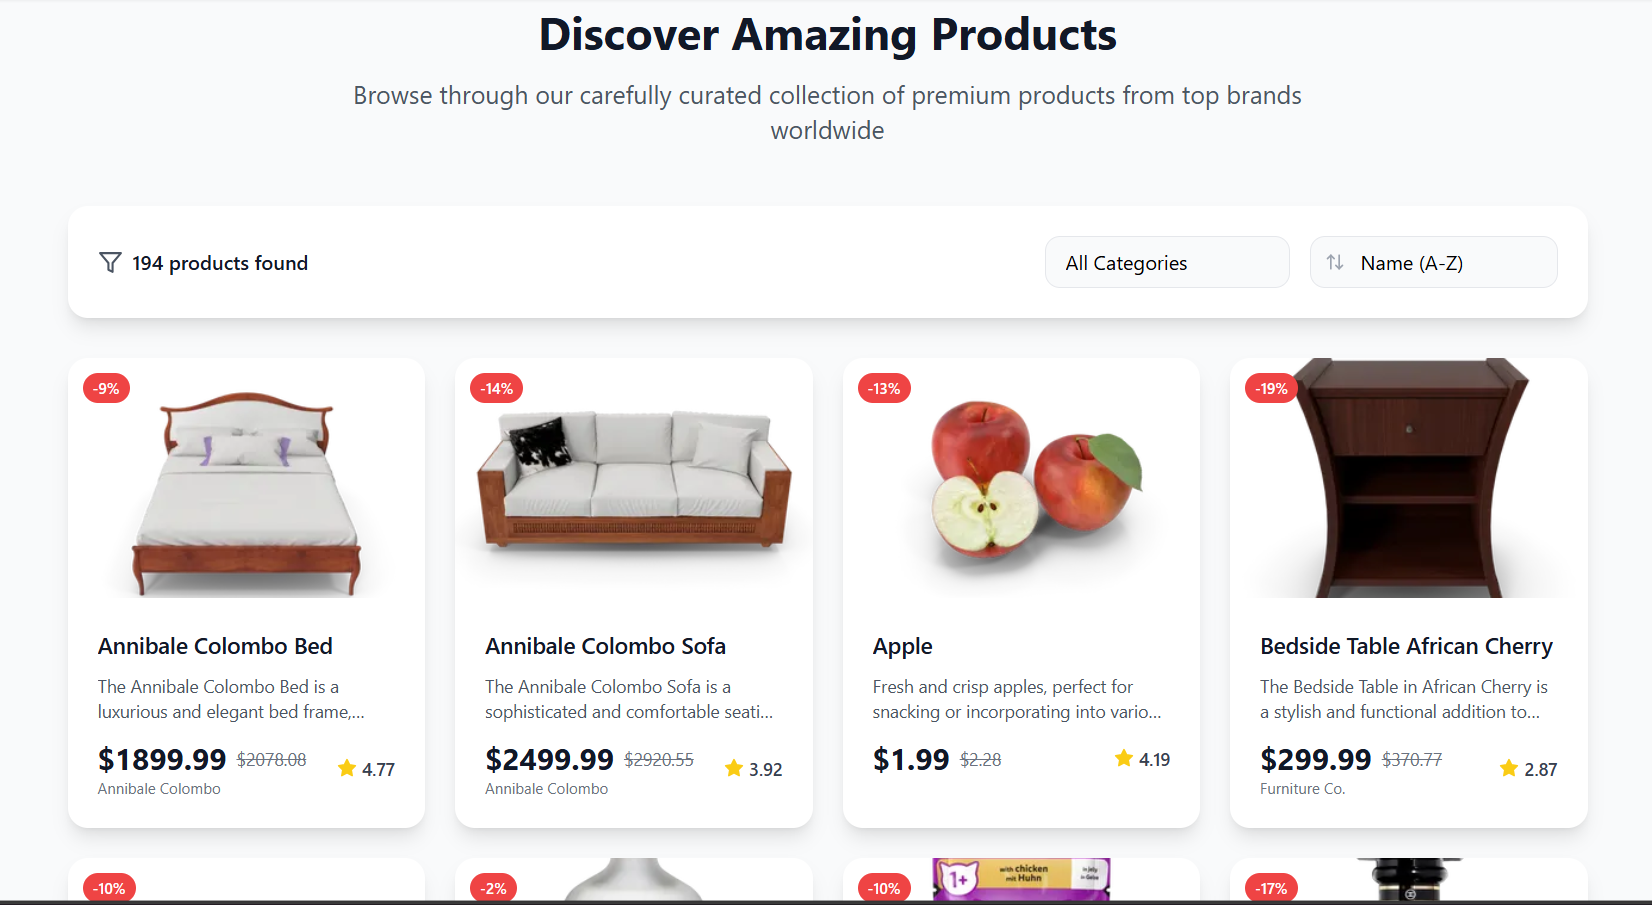 Discover Amazing Products
Browse through our carefully curated collection of premium products from top brands
worldwide
194 products found
All Categories
Name (A-Z)
-9%
-14%
-13%
-19%
Annibale Colombo Bed
The Annibale Colombo Bed is a
luxurious and elegant bed frame,...
$1899.99 $2078.08
4.77
Annibale Colombo
Annibale Colombo Sofa
The Annibale Colombo Sofa is a
sophisticated and comfortable seati...
$2499.99 $2920.55
3.92
Annibale Colombo
Apple
Fresh and crisp apples, perfect for
snacking or incorporating into vario...
$1.99 $2.28
4.19
Bedside Table African Cherry
The Bedside Table in African Cherry is
a stylish and functional addition to...
$299.99 $370.77
2.87
Furniture Co.
-10%
-2%
-10%
1+
with chicken
mit Huhn
in Jelly
in Gelee
-17%